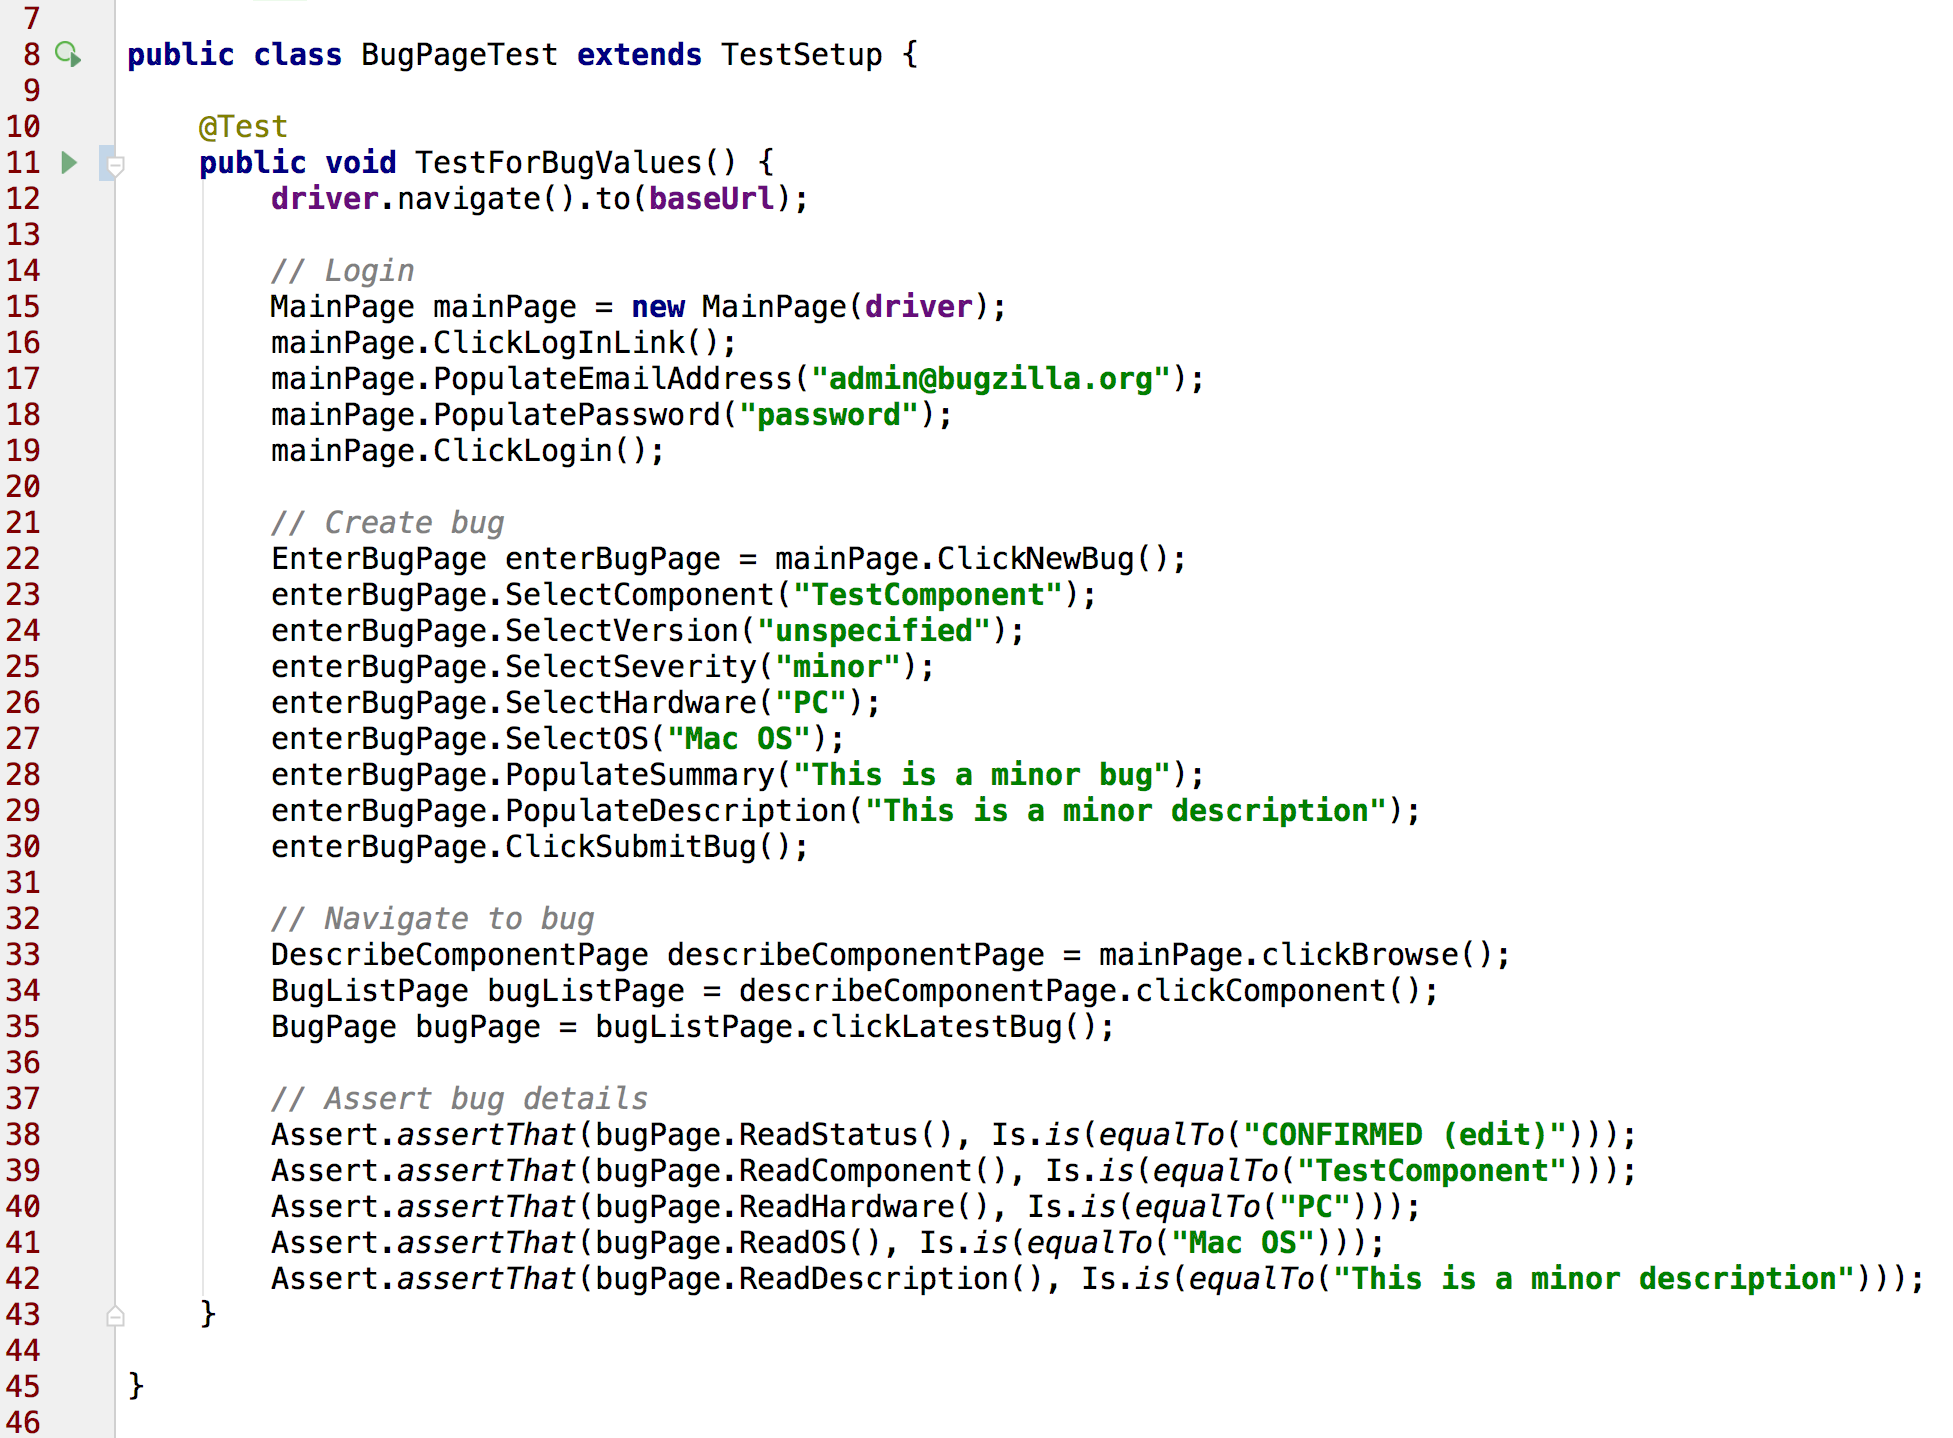 7
8 public class BugPageTest extends TestSetup {
9
10 @Test
11 public void TestForBugValues() {
12 driver.navigate().to(baseUrl);
13
14 // Login
15 MainPage mainPage = new MainPage(driver);
16 mainPage.ClickLogInLink();
17 mainPage.PopulateEmailAddress("admin@bugzilla.org");
18 mainPage.PopulatePassword("password");
19 mainPage.ClickLogin();
20
21 // Create bug
22 EnterBugPage enterBugPage = mainPage.ClickNewBug();
23 enterBugPage.SelectComponent("TestComponent");
24 enterBugPage.SelectVersion("unspecified");
25 enterBugPage.SelectSeverity("minor");
26 enterBugPage.SelectHardware("PC");
27 enterBugPage.SelectOS("Mac OS");
28 enterBugPage.PopulateSummary("This is a minor bug");
29 enterBugPage.PopulateDescription("This is a minor description");
30 enterBugPage.ClickSubmitBug();
31
32 // Navigate to bug
33 DescribeComponentPage describeComponentPage = mainPage.clickBrowse();
34 BugListPage bugListPage = describeComponentPage.clickComponent();
35 BugPage bugPage = bugListPage.clickLatestBug();
36
37 // Assert bug details
38 Assert.assertThat(bugPage.ReadStatus(), Is.is(equalTo("CONFIRMED (edit)")));
39 Assert.assertThat(bugPage.ReadComponent(), Is.is(equalTo("TestComponent")));
40 Assert.assertThat(bugPage.ReadHardware(), Is.is(equalTo("PC")));
41 Assert.assertThat(bugPage.ReadOS(), Is.is(equalTo("Mac OS")));
42 Assert.assertThat(bugPage.ReadDescription(), Is.is(equalTo("This is a minor description")));
43 }
44
45 }
46